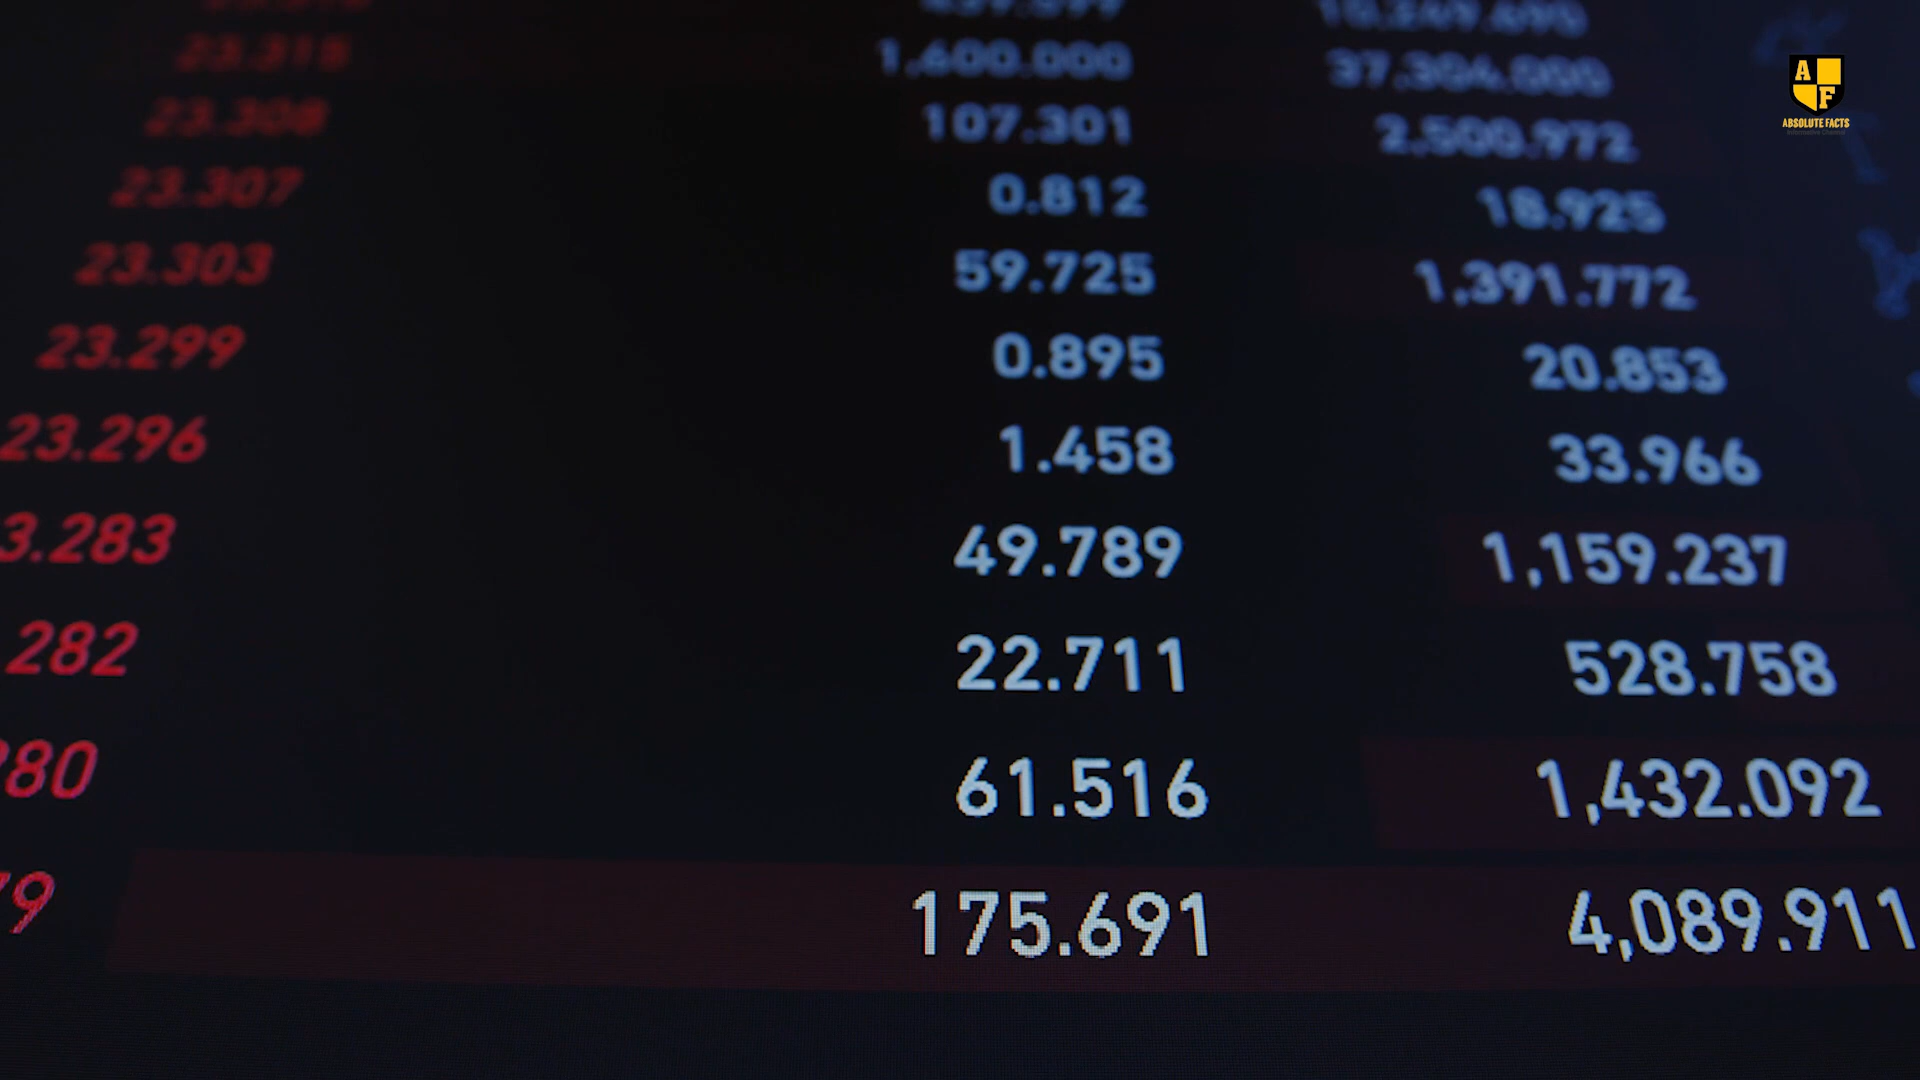 23.315 1,600.000 37,304.000
23.308 107.301 2,500.972
23.307 0.812 18.925
23.303 59.725 1,391.772
23.299 0.895 20.853
23.296 1.458 33.966
3.283 49.789 1,159.237
282 22.711 528.758
280 61.516 1,432.092
79 175.691 4,089.911
A
F
ABSOLUTE FACTS